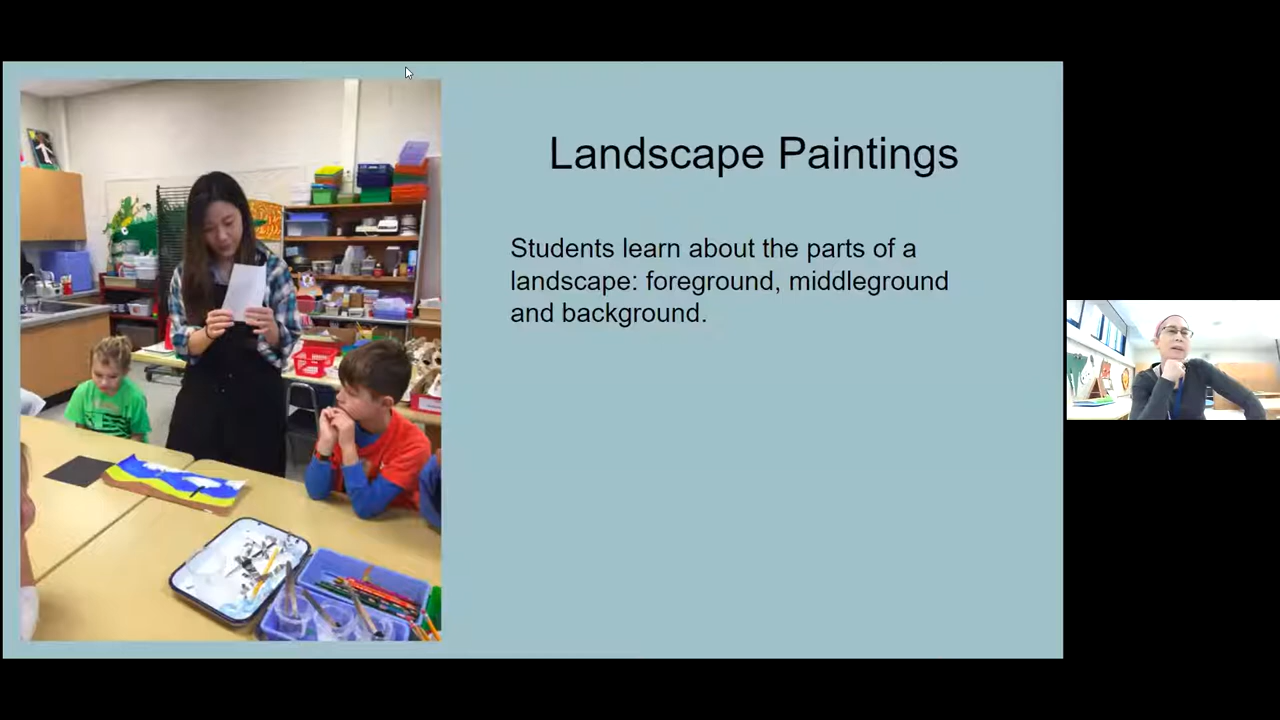 Landscape Paintings
Students learn about the parts of a
landscape: foreground, middleground
and background.